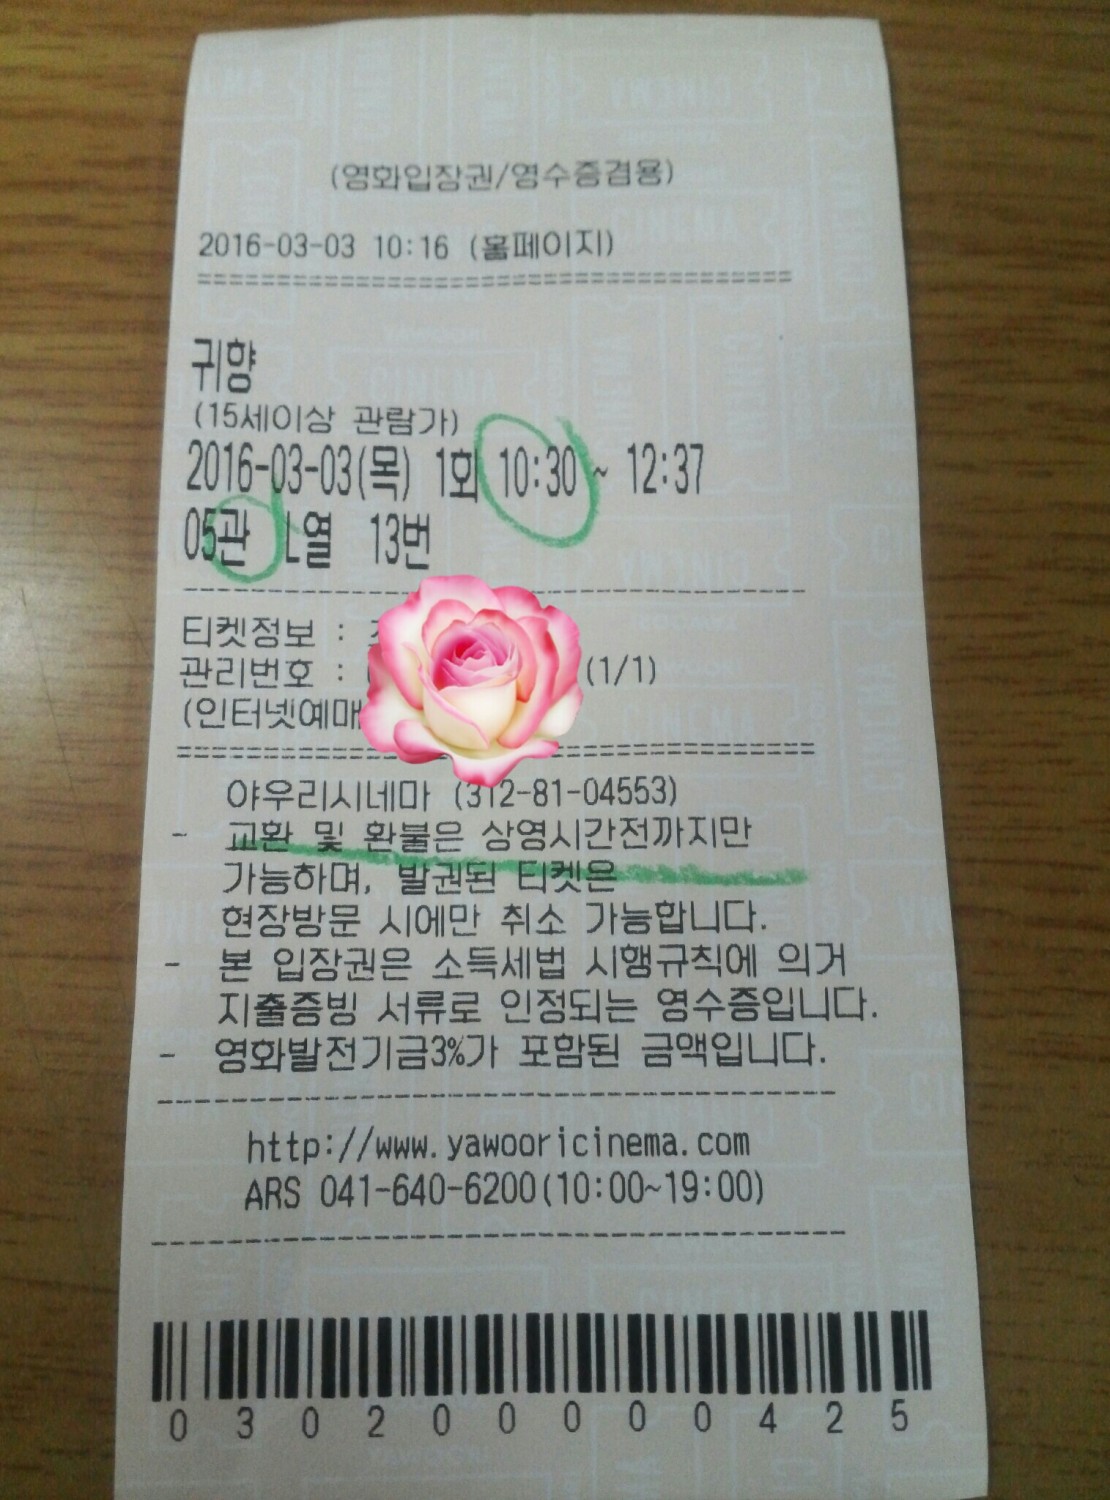 (영화입장권/영수증겸용)
2016-03-03 10:16 (홈페이지)
귀향
(15세이상 관람가)
2016-03-03(목) 1회 10:30 ~ 12:37
05관 L열 13번
티켓정보 :
관리번호 : (1/1)
(인터넷예매
야우리시네마 (312-81-04553)
- 교환 및 환불은 상영시간전까지만
가능하며, 발권된 티켓은
현장방문 시에만 취소 가능합니다.
- 본 입장권은 소득세법 시행규칙에 의거
지출증빙 서류로 인정되는 영수증입니다.
- 영화발전기금3%가 포함된 금액입니다.
http://www.yawooricinema.com
ARS 041-640-6200(10:00~19:00)
030200000425